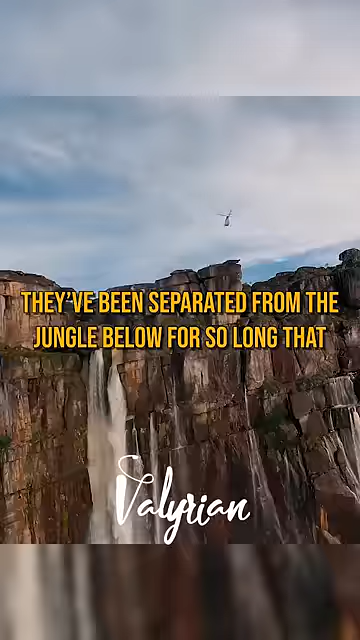 THEY'VE BEEN SEPARATED FROM THE
JUNGLE BELOW FOR SO LONG THAT
Valyrian